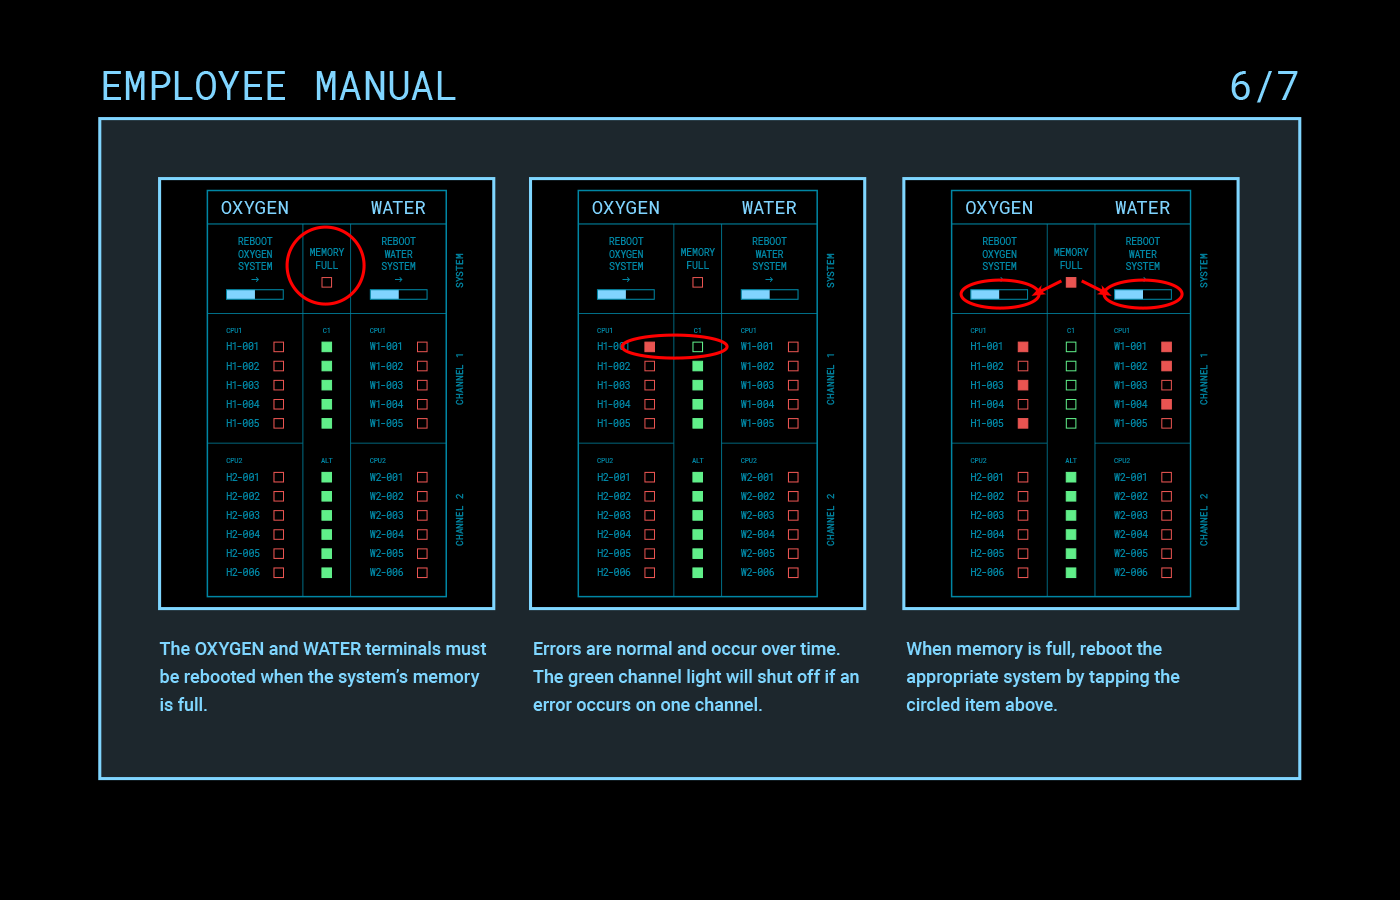 EMPLOYEE MANUAL 6/7
OXYGEN WATER
REBOOT OXYGEN SYSTEM →
MEMORY FULL
REBOOT WATER SYSTEM →
SYSTEM
CPU1 C1 CPU1
H1-001 W1-001
H1-002 W1-002
H1-003 W1-003
H1-004 W1-004
H1-005 W1-005
CHANNEL 1
CPU2 ALT CPU2
H2-001 W2-001
H2-002 W2-002
H2-003 W2-003
H2-004 W2-004
H2-005 W2-005
H2-006 W2-006
CHANNEL 2
The OXYGEN and WATER terminals must
be rebooted when the system’s memory
is full.
OXYGEN WATER
REBOOT OXYGEN SYSTEM →
MEMORY FULL
REBOOT WATER SYSTEM →
SYSTEM
CPU1 C1 CPU1
H1-001 W1-001
H1-002 W1-002
H1-003 W1-003
H1-004 W1-004
H1-005 W1-005
CHANNEL 1
CPU2 ALT CPU2
H2-001 W2-001
H2-002 W2-002
H2-003 W2-003
H2-004 W2-004
H2-005 W2-005
H2-006 W2-006
CHANNEL 2
Errors are normal and occur over time.
The green channel light will shut off if an
error occurs on one channel.
OXYGEN WATER
REBOOT OXYGEN SYSTEM
MEMORY FULL
REBOOT WATER SYSTEM
SYSTEM
CPU1 C1 CPU1
H1-001 W1-001
H1-002 W1-002
H1-003 W1-003
H1-004 W1-004
H1-005 W1-005
CHANNEL 1
CPU2 ALT CPU2
H2-001 W2-001
H2-002 W2-002
H2-003 W2-003
H2-004 W2-004
H2-005 W2-005
H2-006 W2-006
CHANNEL 2
When memory is full, reboot the
appropriate system by tapping the
circled item above.